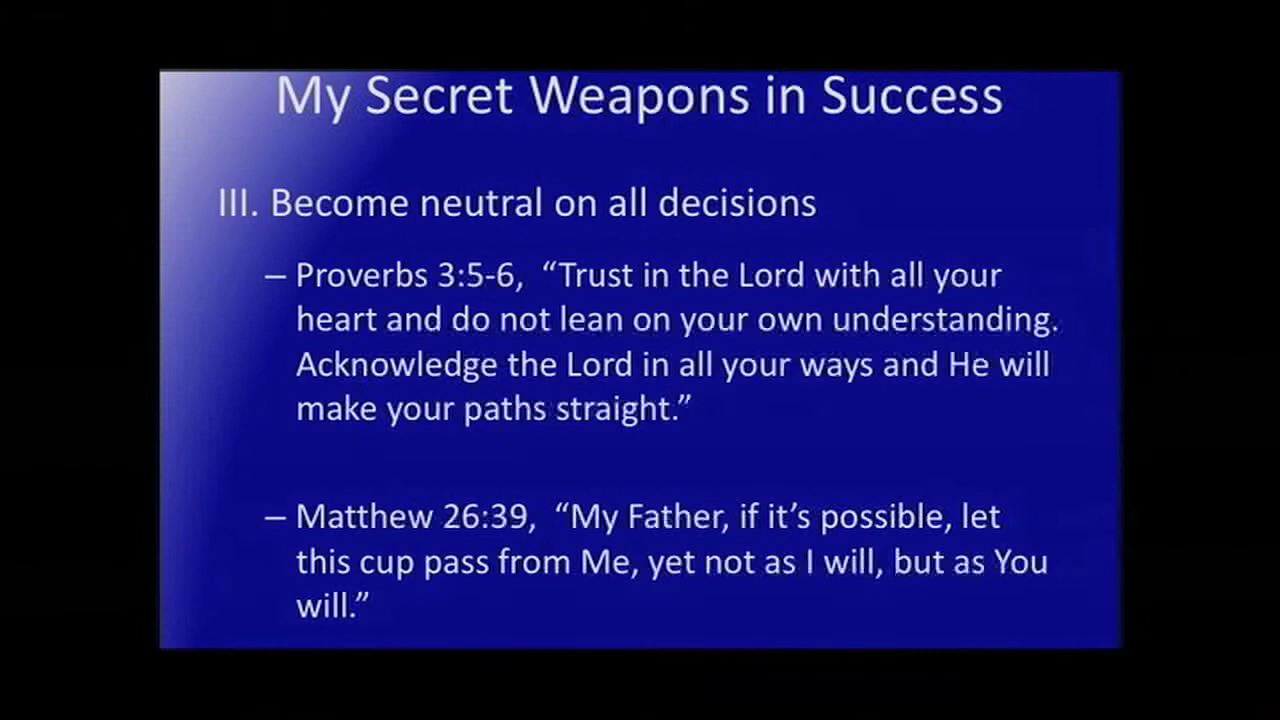 My Secret Weapons in Success
III. Become neutral on all decisions
– Proverbs 3:5-6,  “Trust in the Lord with all your
heart and do not lean on your own understanding.
Acknowledge the Lord in all your ways and He will
make your paths straight.”
– Matthew 26:39,  “My Father, if it’s possible, let
this cup pass from Me, yet not as I will, but as You
will.”